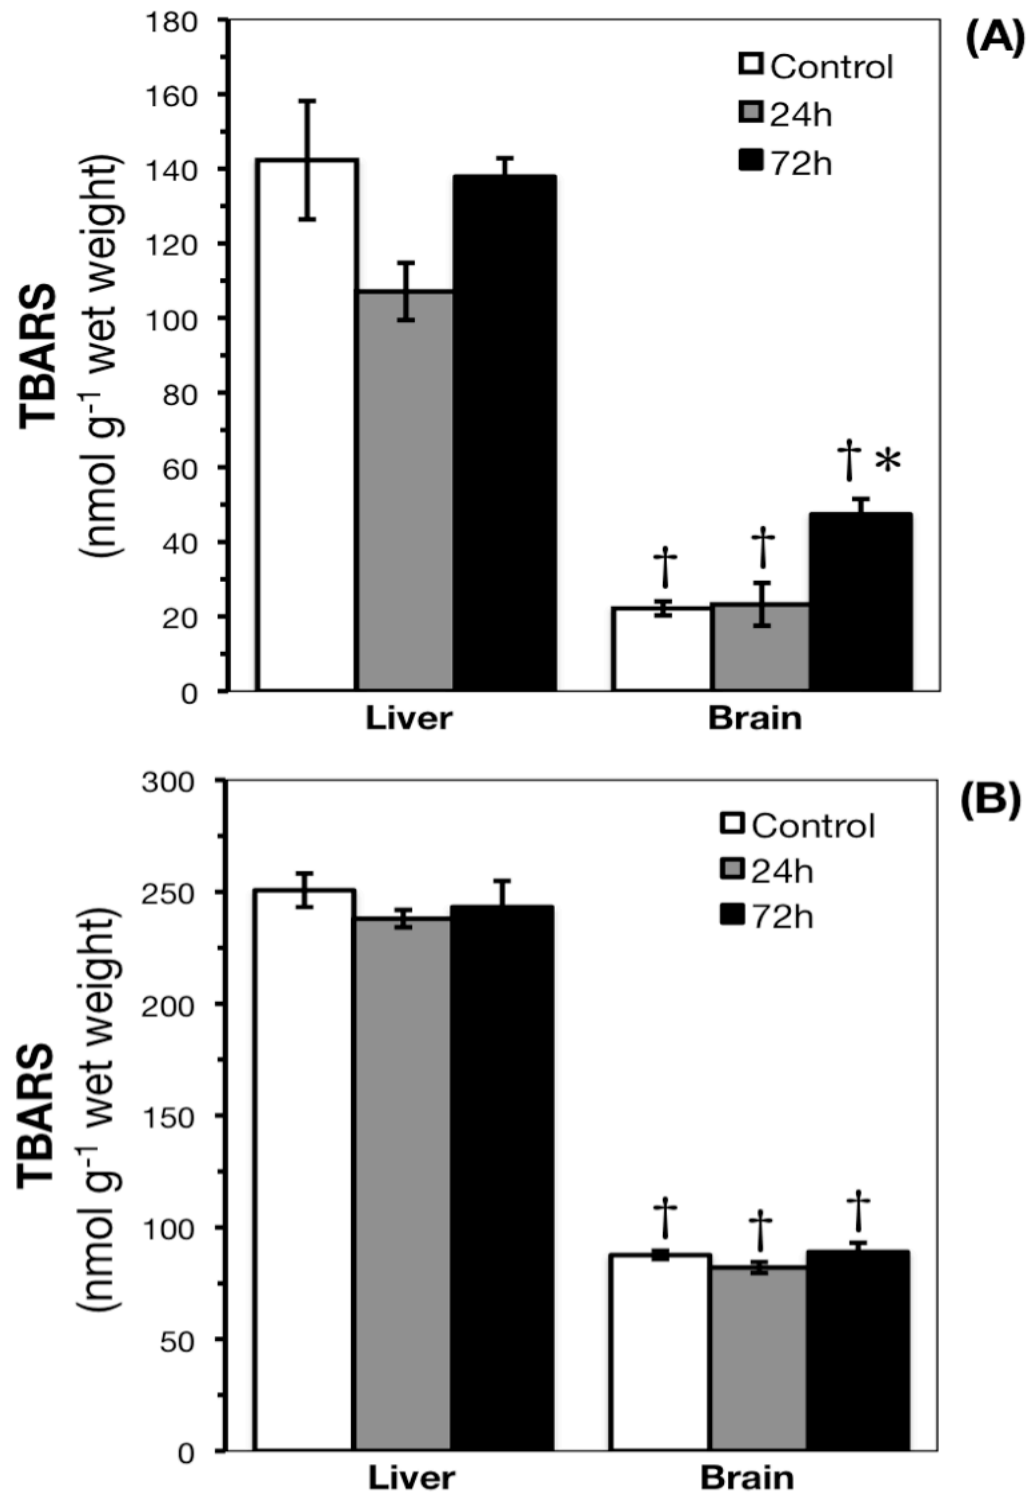 180
(A)
Control
160
24h
140
72h
120
100
80
60
40
20
0
TBARS
(nmol g⁻¹ wet weight)
† *
†
†
Liver
Brain
300
(B)
Control
24h
72h
250
200
150
100
50
0
TBARS
(nmol g⁻¹ wet weight)
†
†
†
Liver
Brain